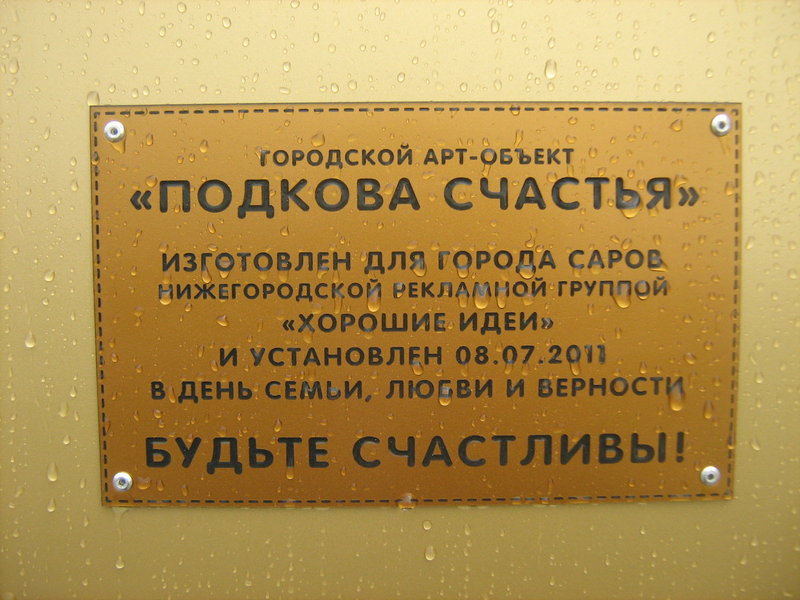 ГОРОДСКОЙ АРТ-ОБЪЕКТ
«ПОДКОВА СЧАСТЬЯ»
ИЗГОТОВЛЕН ДЛЯ ГОРОДА САРОВ
НИЖЕГОРОДСКОЙ РЕКЛАМНОЙ ГРУППОЙ
«ХОРОШИЕ ИДЕИ»
И УСТАНОВЛЕН 08.07.2011
В ДЕНЬ СЕМЬИ, ЛЮБВИ И ВЕРНОСТИ
БУДЬТЕ СЧАСТЛИВЫ!